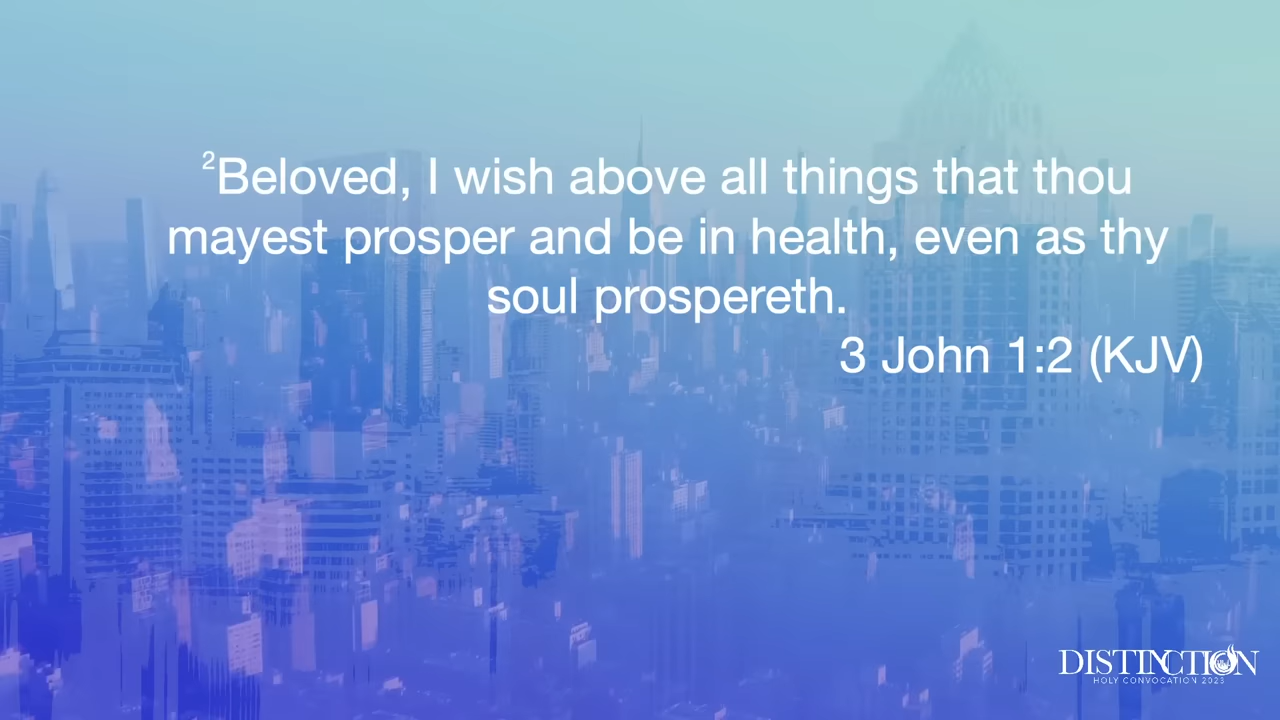 ²Beloved, I wish above all things that thou
mayest prosper and be in health, even as thy
soul prospereth.
3 John 1:2 (KJV)
DISTINCTION
HOLY CONVOCATION 2023